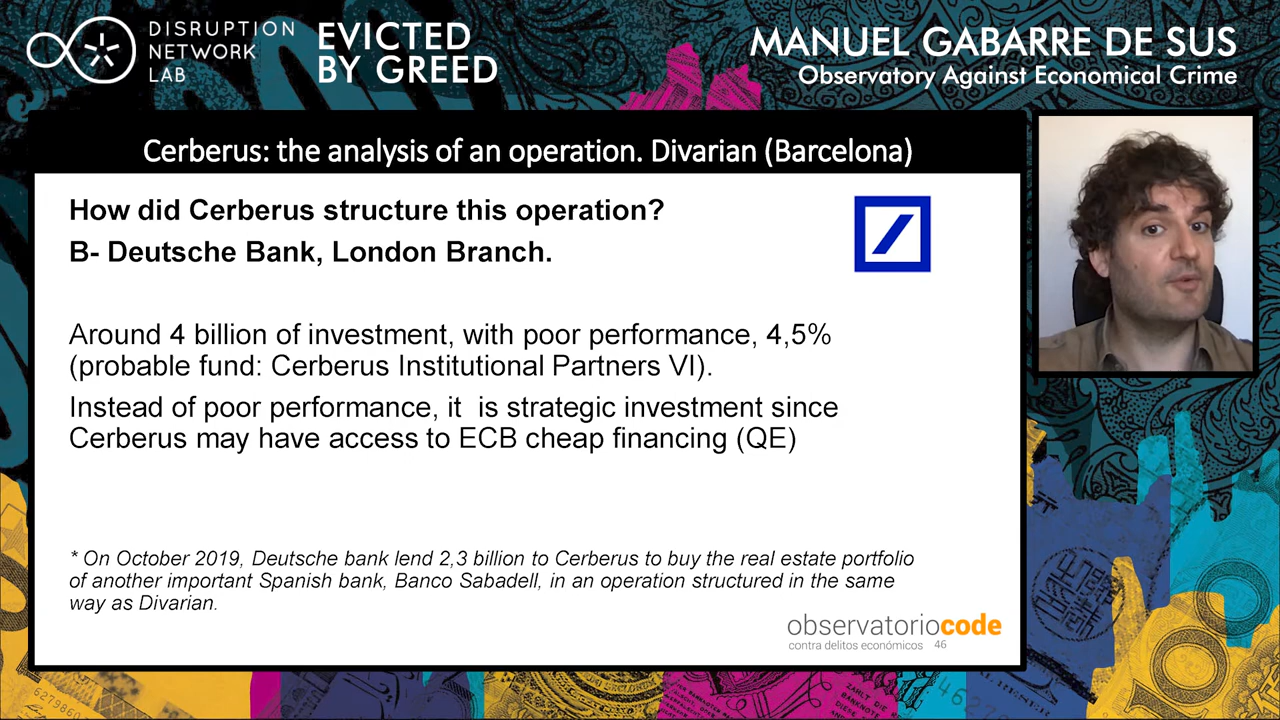 DISRUPTION
NETWORK
LAB
EVICTED
BY GREED
MANUEL GABARRE DE SUS
Observatory Against Economical Crime
Cerberus: the analysis of an operation. Divarian (Barcelona)
How did Cerberus structure this operation?
B- Deutsche Bank, London Branch.
Around 4 billion of investment, with poor performance, 4,5%
(probable fund: Cerberus Institutional Partners VI).
Instead of poor performance, it  is strategic investment since
Cerberus may have access to ECB cheap financing (QE)
* On October 2019, Deutsche bank lend 2,3 billion to Cerberus to buy the real estate portfolio
of another important Spanish bank, Banco Sabadell, in an operation structured in the same
way as Divarian.
observatoriocode
contra delitos económicos 46